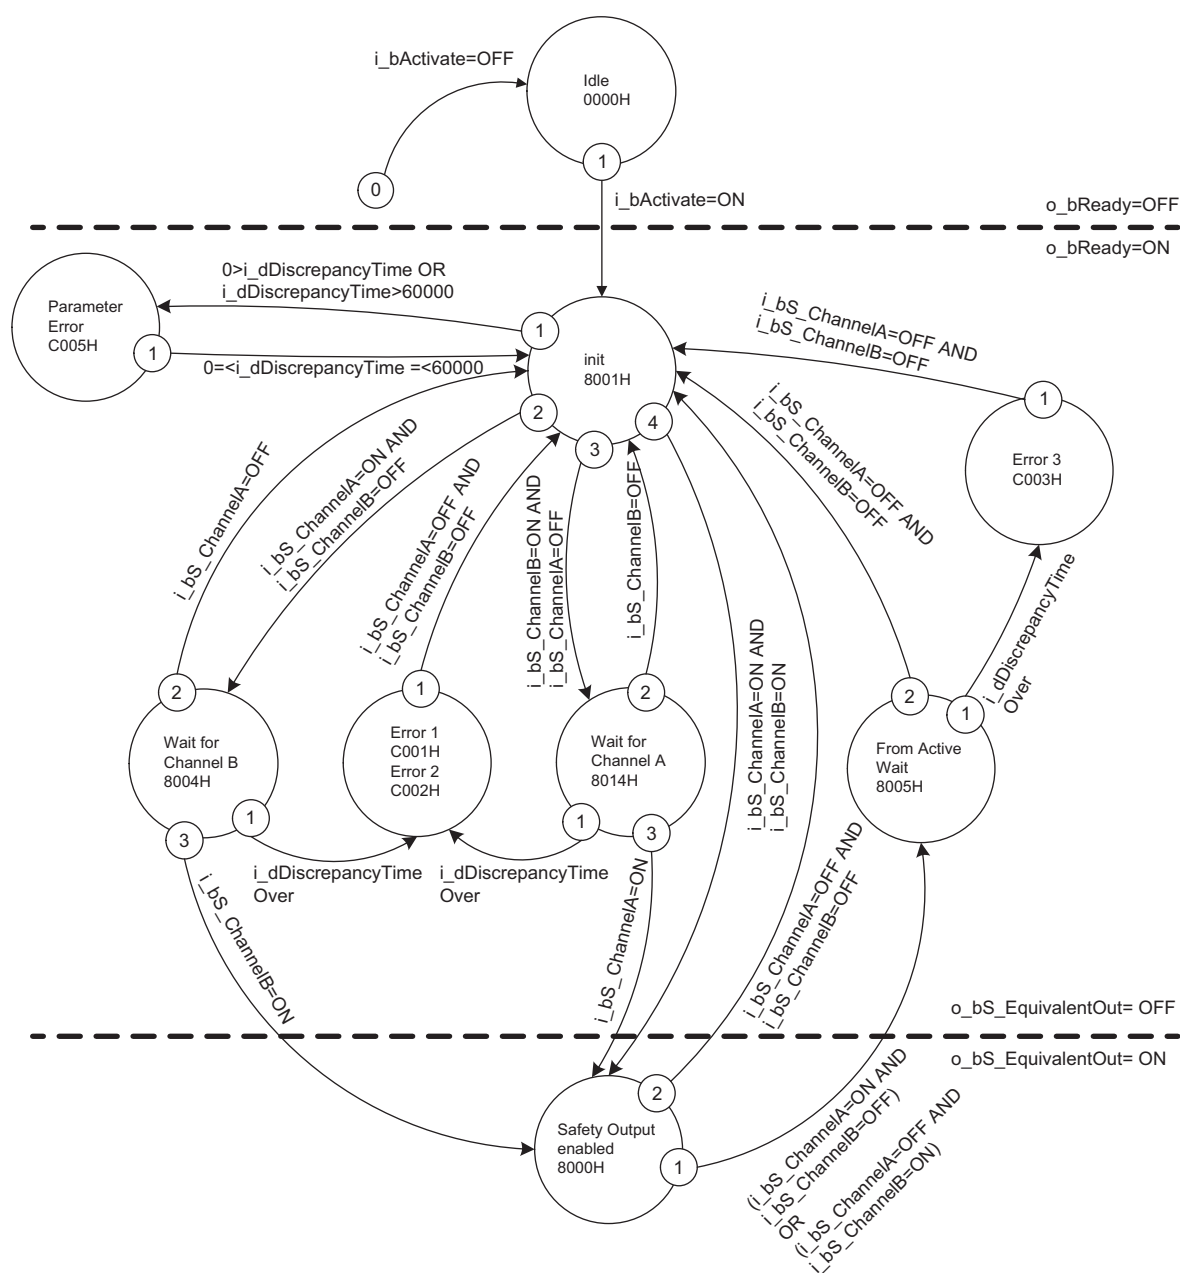 i_bActivate=OFF
Idle
0000H
1
0
i_bActivate=ON
o_bReady=OFF
o_bReady=ON
0>i_dDiscrepancyTime OR
i_dDiscrepancyTime>60000
Parameter
Error
C005H
1
0=<i_dDiscrepancyTime =<60000
1
init
8001H
2
3
4
i_bS_ChannelA=OFF AND
i_bS_ChannelB=OFF
1
Error 3
C003H
i_bS_ChannelA=OFF
i_bS_ChannelA=ON AND
i_bS_ChannelB=OFF
i_bS_ChannelA=OFF AND
i_bS_ChannelB=OFF
i_bS_ChannelB=ON AND
i_bS_ChannelA=OFF
i_bS_ChannelB=OFF
i_bS_ChannelA=ON AND
i_bS_ChannelB=ON
i_bS_ChannelA=OFF AND
i_bS_ChannelB=OFF
i_dDiscrepancyTime
Over
2
Wait for
Channel B
8004H
1
3
1
Error 1
C001H
Error 2
C002H
2
Wait for
Channel A
8014H
1
3
2
1
From Active
Wait
8005H
i_dDiscrepancyTime
Over
i_dDiscrepancyTime
Over
i_bS_ChannelB=ON
i_bS_ChannelA=ON
i_bS_ChannelA=OFF AND
i_bS_ChannelB=OFF
o_bS_EquivalentOut= OFF
o_bS_EquivalentOut= ON
2
Safety Output
enabled
8000H
1
(i_bS_ChannelA=ON AND
i_bS_ChannelB=OFF)
OR
(i_bS_ChannelA=OFF AND
i_bS_ChannelB=ON)